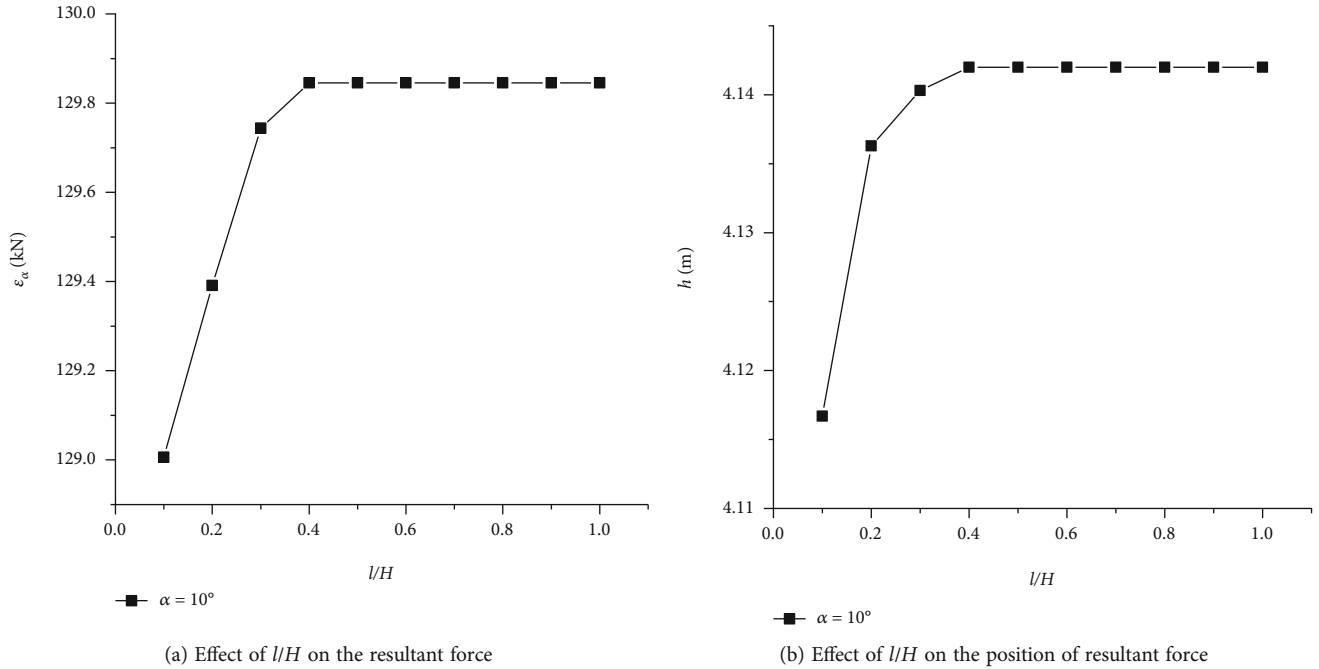 130.0
129.8
129.6
129.4
129.2
129.0
εα (kN)
0.0 0.2 0.4 0.6 0.8 1.0
l/H
α = 10°
(a) Effect of l/H on the resultant force
4.14
4.13
4.12
4.11
h (m)
0.0 0.2 0.4 0.6 0.8 1.0
l/H
α = 10°
(b) Effect of l/H on the position of resultant force